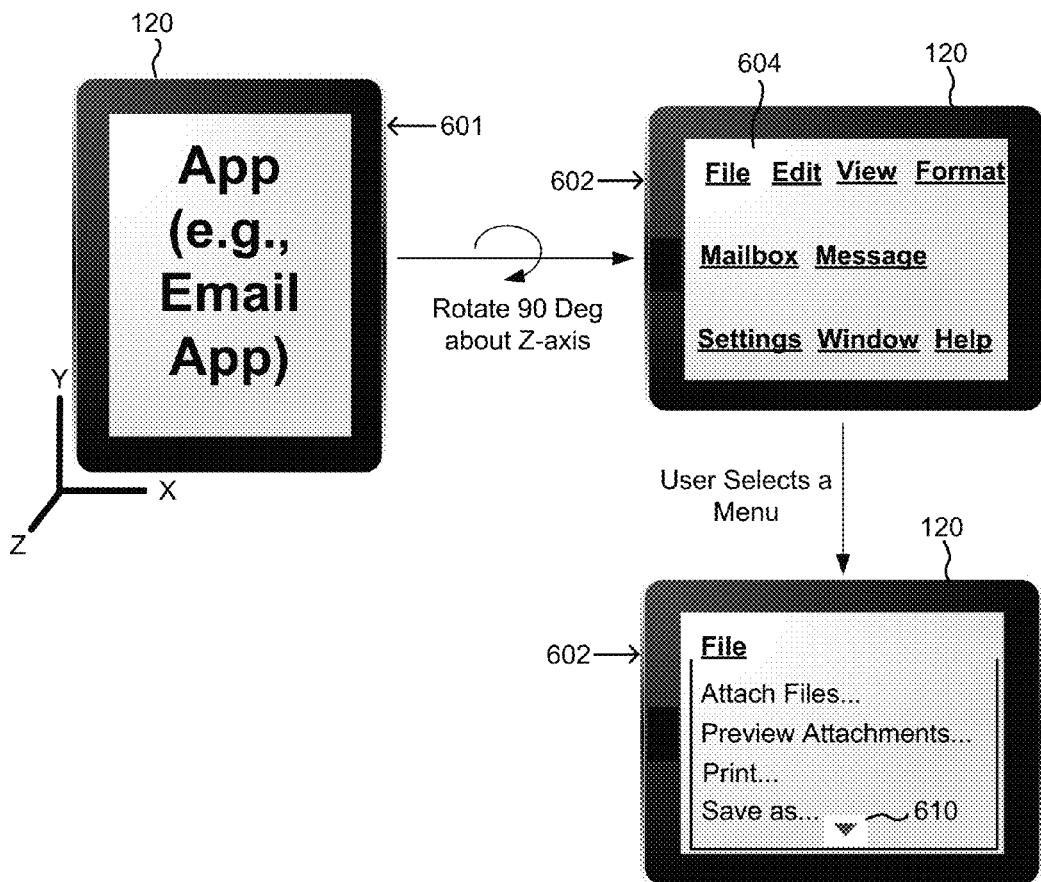 120
601
App
(e.g.,
Email
App)
Y
X
Z
Rotate 90 Deg
about Z-axis
604
120
602
File Edit View Format
Mailbox Message
Settings Window Help
User Selects a
Menu
120
602
File
Attach Files...
Preview Attachments...
Print...
Save as...
610